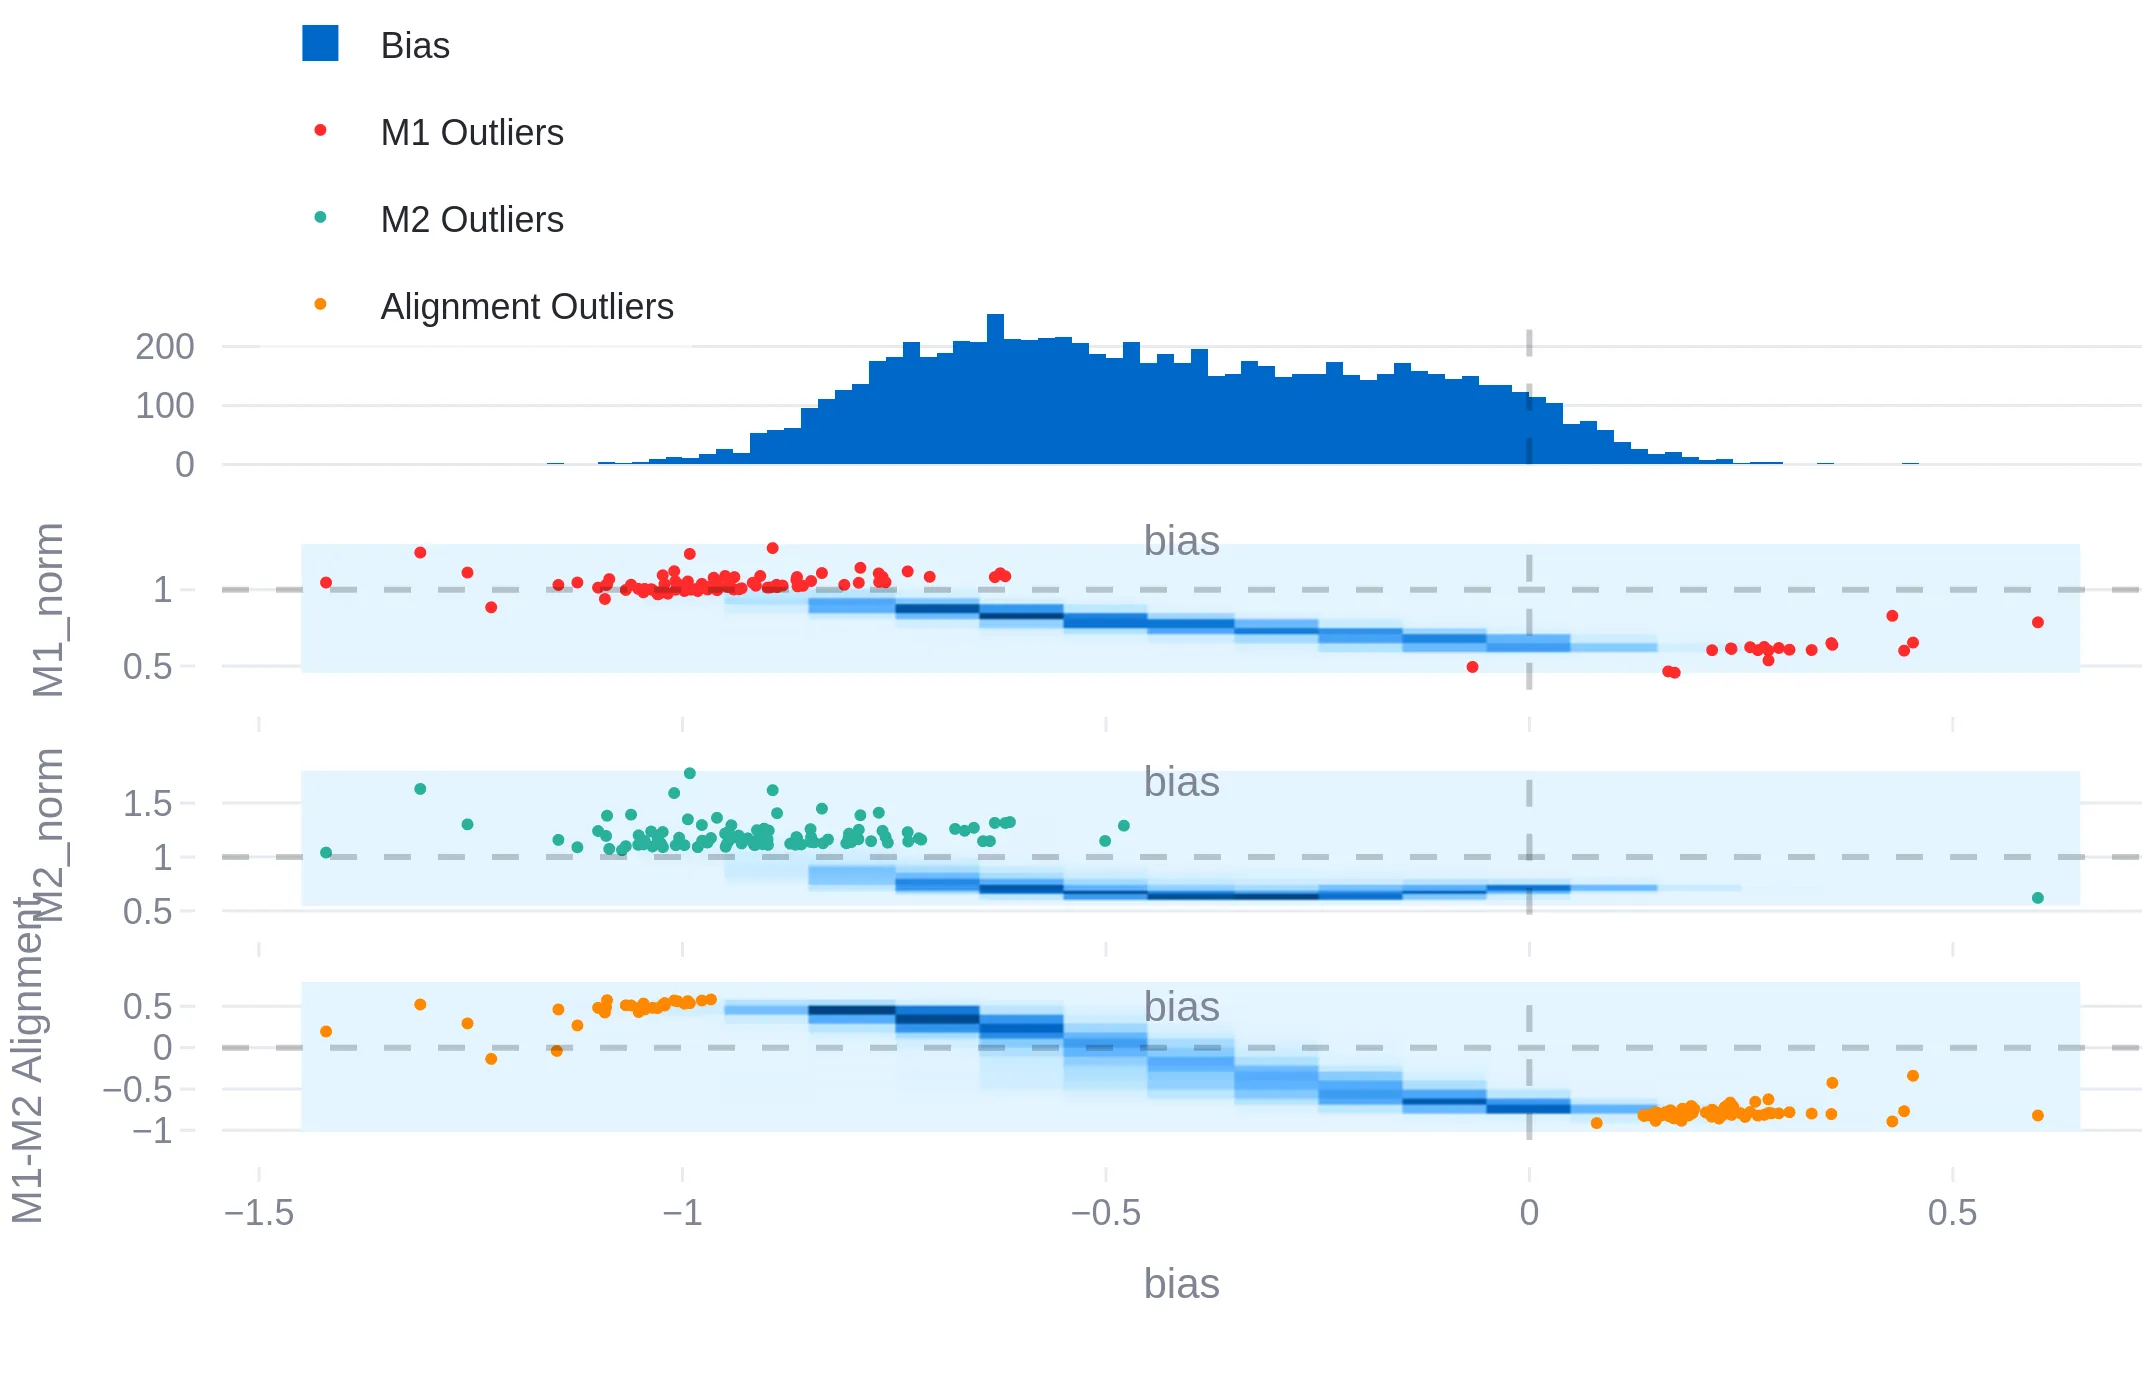 Bias
M1 Outliers
M2 Outliers
Alignment Outliers
200
100
0
bias
M1_norm
1
0.5
bias
M2_norm
1.5
1
0.5
bias
M1-M2 Alignment
0.5
0
−0.5
−1
−1.5
−1
−0.5
0
0.5
bias